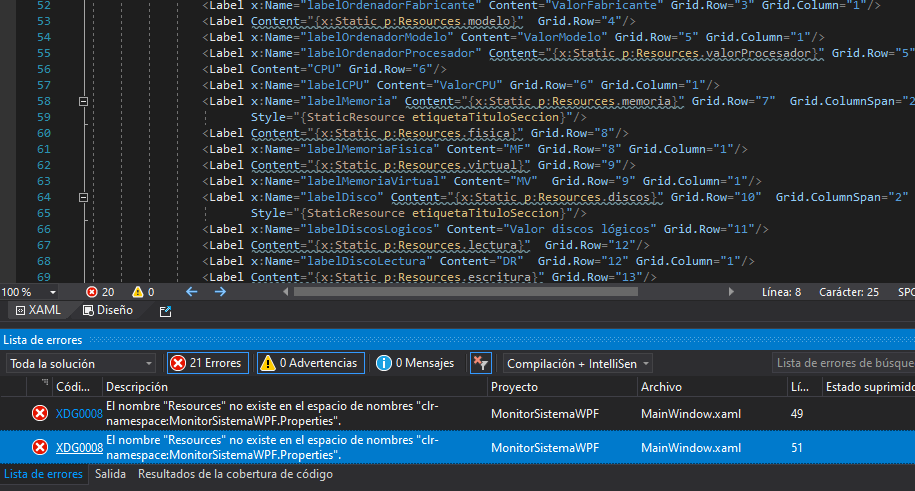 52 <Label x:Name="labelOrdenadorFabricante" Content="ValorFabricante" Grid.Row="3" Grid.Column="1"/>
53 <Label Content="{x:Static p:Resources.modelo}" Grid.Row="4"/>
54 <Label x:Name="labelOrdenadorModelo" Content="ValorModelo" Grid.Row="5" Grid.Column="1"/>
55 <Label x:Name="labelOrdenadorProcesador" Content="{x:Static p:Resources.valorProcesador}" Grid.Row="5"
56 <Label Content="CPU" Grid.Row="6"/>
57 <Label x:Name="labelCPU" Content="ValorCPU" Grid.Row="6" Grid.Column="1"/>
58 <Label x:Name="labelMemoria" Content="{x:Static p:Resources.memoria}" Grid.Row="7" Grid.ColumnSpan="2
59 Style="{StaticResource etiquetaTituloSeccion}"/>
60 <Label Content="{x:Static p:Resources.fisica}" Grid.Row="8"/>
61 <Label x:Name="labelMemoriaFisica" Content="MF" Grid.Row="8" Grid.Column="1"/>
62 <Label Content="{x:Static p:Resources.virtual}" Grid.Row="9"/>
63 <Label x:Name="labelMemoriaVirtual" Content="MV" Grid.Row="9" Grid.Column="1"/>
64 <Label x:Name="labelDisco" Content="{x:Static p:Resources.discos}" Grid.Row="10" Grid.ColumnSpan="2"
65 Style="{StaticResource etiquetaTituloSeccion}"/>
66 <Label x:Name="labelDiscosLogicos" Content="Valor discos lógicos" Grid.Row="11"/>
67 <Label Content="{x:Static p:Resources.lectura}" Grid.Row="12"/>
68 <Label x:Name="labelDiscoLectura" Content="DR" Grid.Row="12" Grid.Column="1"/>
69 <Label Content="{x:Static p:Resources.escritura}" Grid.Row="13"/>
100 % 20 0 Línea: 8 Carácter: 25 SPC
XAML Diseño
Lista de errores
Toda la solución 21 Errores 0 Advertencias 0 Mensajes Compilación + IntelliSen Lista de errores de búsque
Códi... Descripción Proyecto Archivo Lí... Estado suprimido
XDG0008 El nombre "Resources" no existe en el espacio de nombres "clr-
namespace:MonitorSistemaWPF.Properties". MonitorSistemaWPF MainWindow.xaml 49
XDG0008 El nombre "Resources" no existe en el espacio de nombres "clr-
namespace:MonitorSistemaWPF.Properties". MonitorSistemaWPF MainWindow.xaml 51
Lista de errores Salida Resultados de la cobertura de código